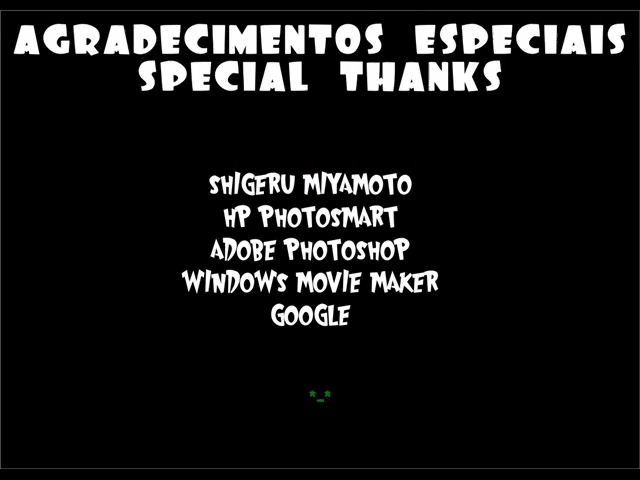 AGRADECIMENTOS ESPECIAIS
SPECIAL THANKS
SHIGERU MIYAMOTO
HP PHOTOSMART
ADOBE PHOTOSHOP
WINDOWS MOVIE MAKER
GOOGLE
*_*